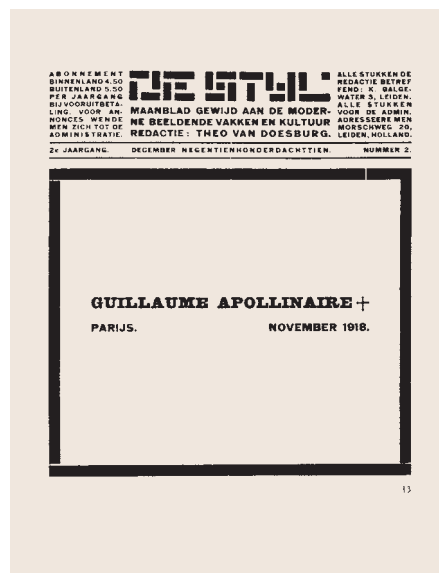 ABONNEMENT
BINNENLAND 4.50
BUITENLAND 5.50
PER JAARGANG
BIJ VOORUITBETA-
LING. VOOR AN-
NONCES WENDE
MEN ZICH TOT DE
ADMINISTRATIE.
DE STIJL
MAANBLAD GEWIJD AAN DE MODER-
NE BEELDENDE VAKKEN EN KULTUUR
REDACTIE: THEO VAN DOESBURG.
ALLE STUKKEN DE
REDACTIE BETREF
FEND: K. GALGE-
WATER 3, LEIDEN.
ALLE STUKKEN
VOOR DE ADMIN.
ADRESSEERE MEN
MORSCHWEG 20,
LEIDEN, HOLLAND.
2e JAARGANG. DECEMBER NEGENTIENHONDERDACHTTIEN. NUMMER 2.
GUILLAUME APOLLINAIRE +
PARIJS. NOVEMBER 1918.
13